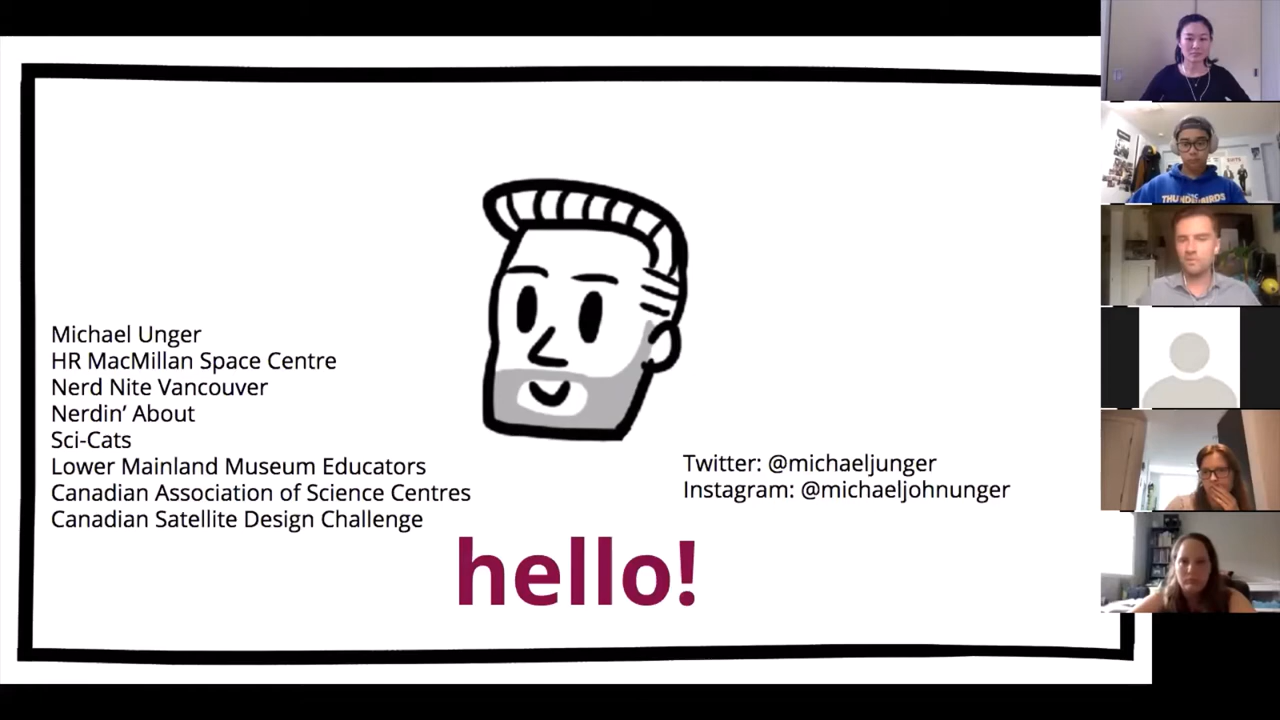 Michael Unger
HR MacMillan Space Centre
Nerd Nite Vancouver
Nerdin’ About
Sci-Cats
Lower Mainland Museum Educators
Canadian Association of Science Centres
Canadian Satellite Design Challenge
Twitter: @michaeljunger
Instagram: @michaeljohnunger
hello!
THUNDERBIRDS